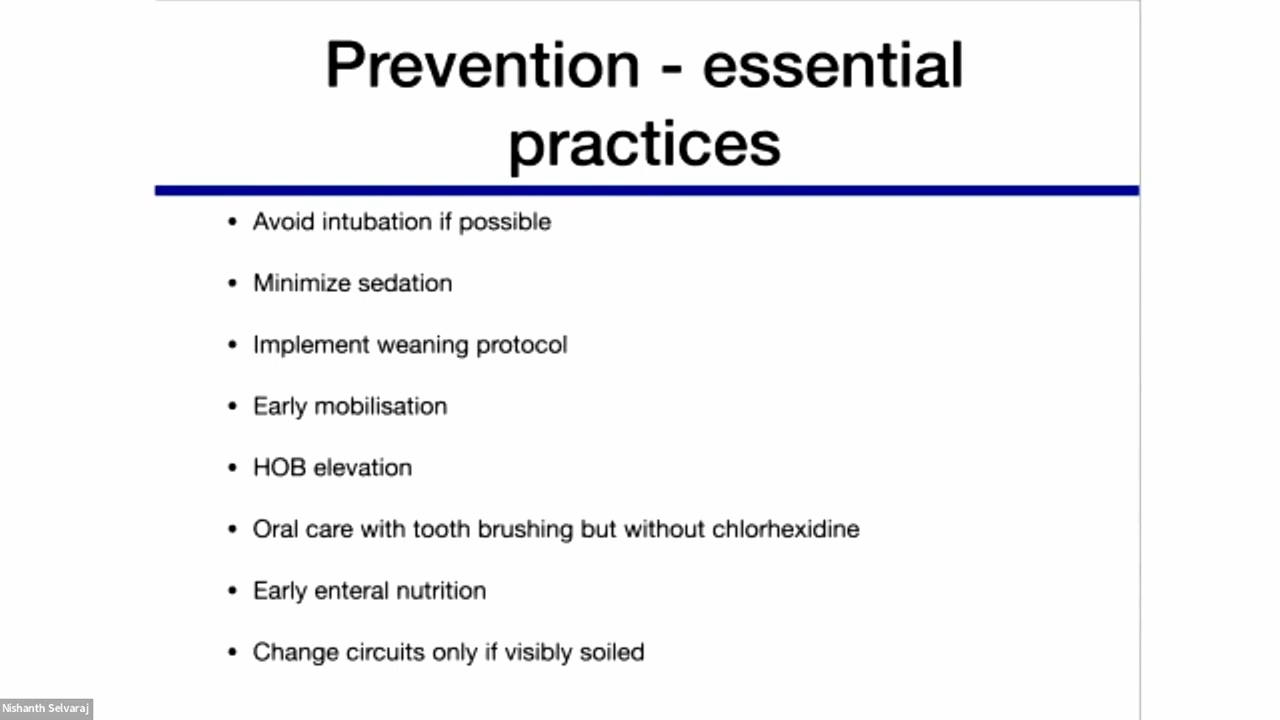 Prevention - essential
practices
• Avoid intubation if possible
• Minimize sedation
• Implement weaning protocol
• Early mobilisation
• HOB elevation
• Oral care with tooth brushing but without chlorhexidine
• Early enteral nutrition
• Change circuits only if visibly soiled
Nishanth Selvaraj